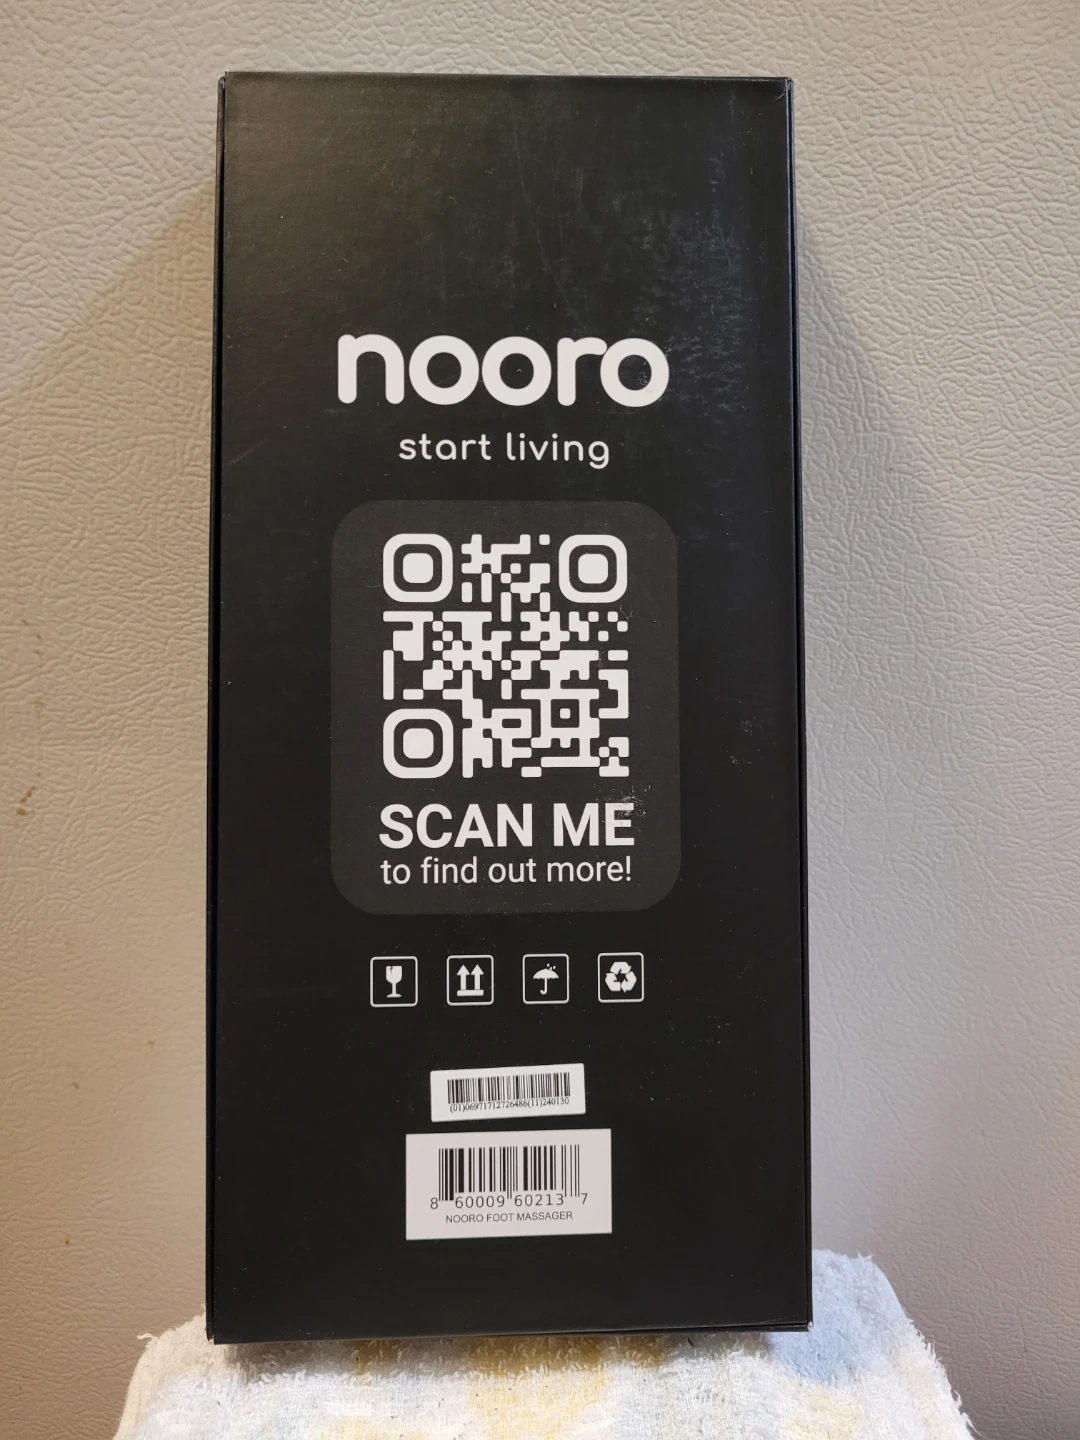 nooro
start living
SCAN ME
to find out more!
(01)06971712726486(11)240130
8 60009 60213 7
NOORO FOOT MASSAGER